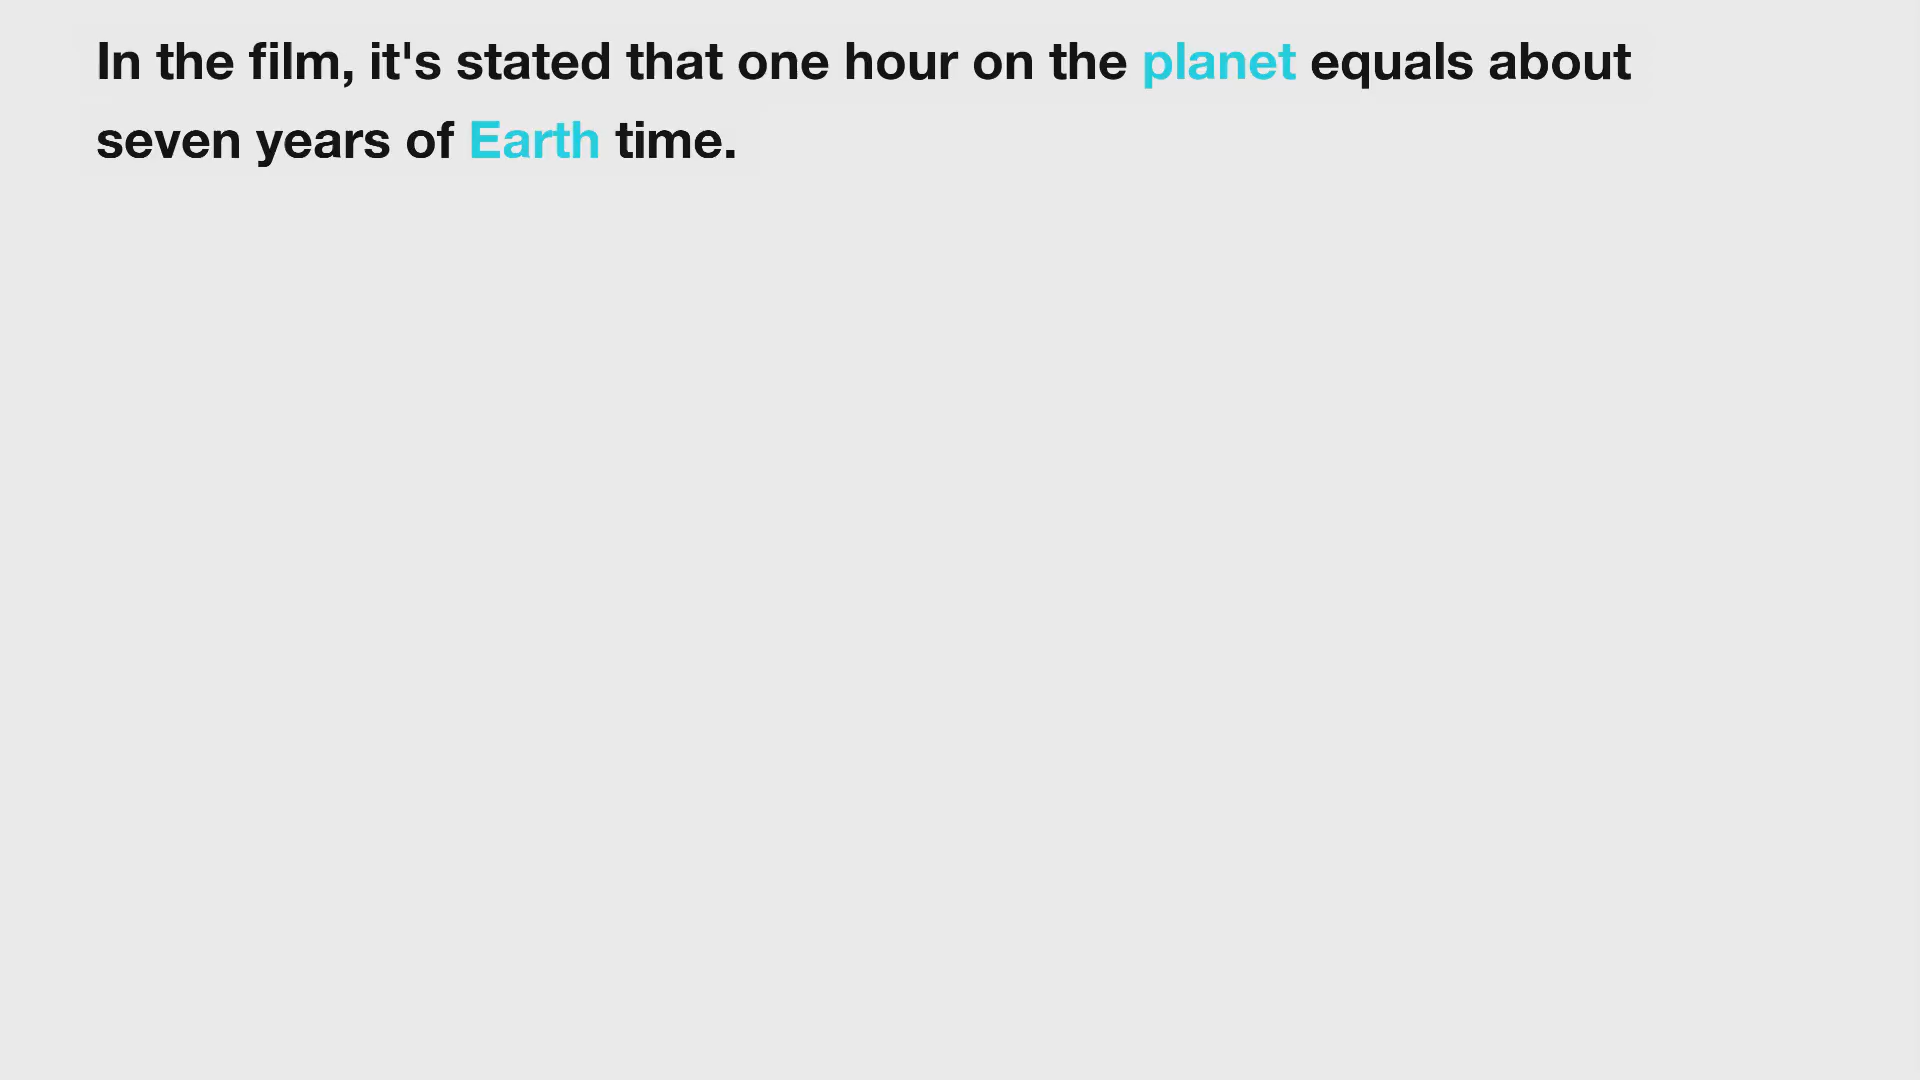 In the film, it's stated that one hour on the planet equals about
seven years of Earth time.